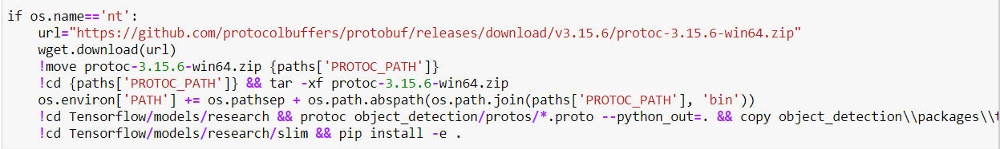 if os.name=='nt':
url="https://github.com/protocolbuffers/protobuf/releases/download/v3.15.6/protoc-3.15.6-win64.zip"
wget.download(url)
!move protoc-3.15.6-win64.zip {paths['PROTOC_PATH']}
!cd {paths['PROTOC_PATH']} && tar -xf protoc-3.15.6-win64.zip
os.environ['PATH'] += os.pathsep + os.path.abspath(os.path.join(paths['PROTOC_PATH'], 'bin'))
!cd Tensorflow/models/research && protoc object_detection/protos/*.proto --python_out=. && copy object_detection\\packages\\t
!cd Tensorflow/models/research/slim && pip install -e .